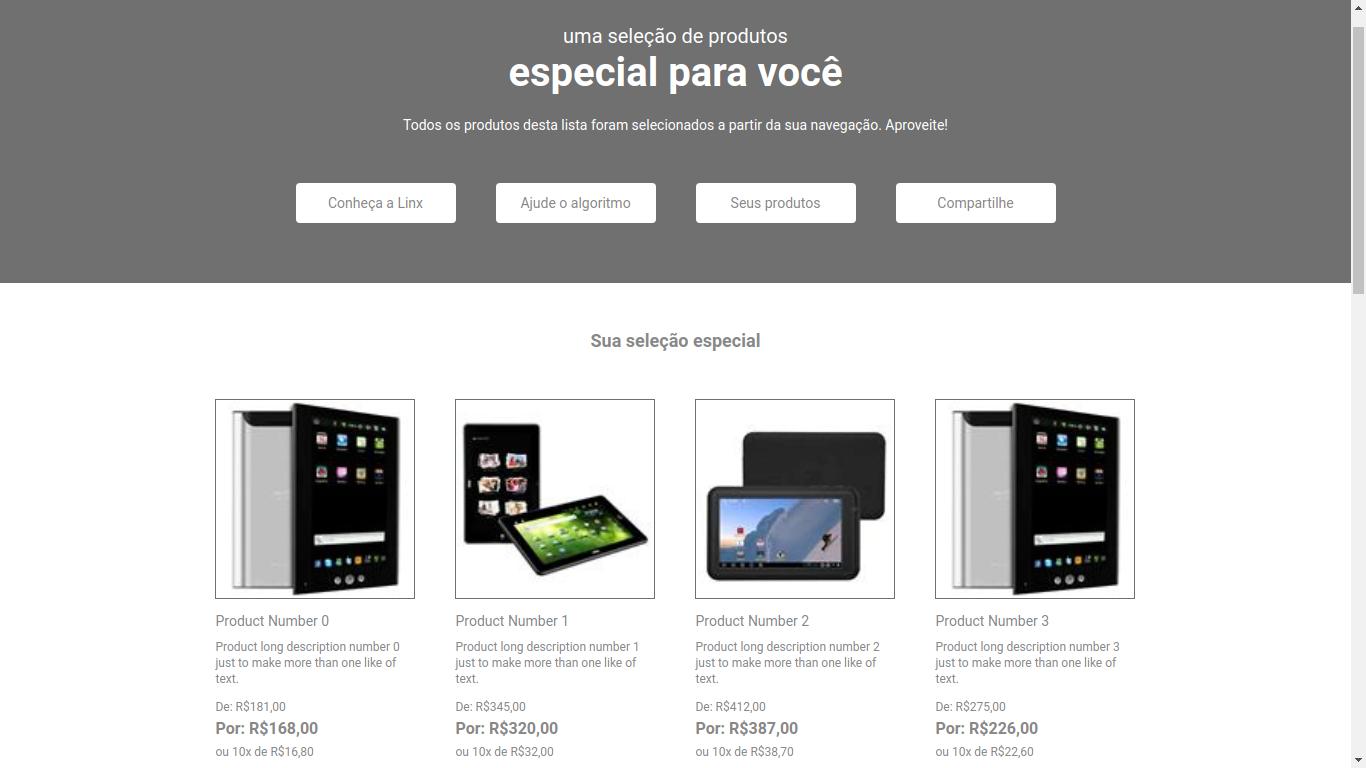 uma seleção de produtos
especial para você
Todos os produtos desta lista foram selecionados a partir da sua navegação. Aproveite!
Conheça a Linx
Ajude o algoritmo
Seus produtos
Compartilhe
Sua seleção especial
Product Number 0
Product long description number 0
just to make more than one like of
text.
De: R$181,00
Por: R$168,00
ou 10x de R$16,80
Product Number 1
Product long description number 1
just to make more than one like of
text.
De: R$345,00
Por: R$320,00
ou 10x de R$32,00
Product Number 2
Product long description number 2
just to make more than one like of
text.
De: R$412,00
Por: R$387,00
ou 10x de R$38,70
Product Number 3
Product long description number 3
just to make more than one like of
text.
De: R$275,00
Por: R$226,00
ou 10x de R$22,60